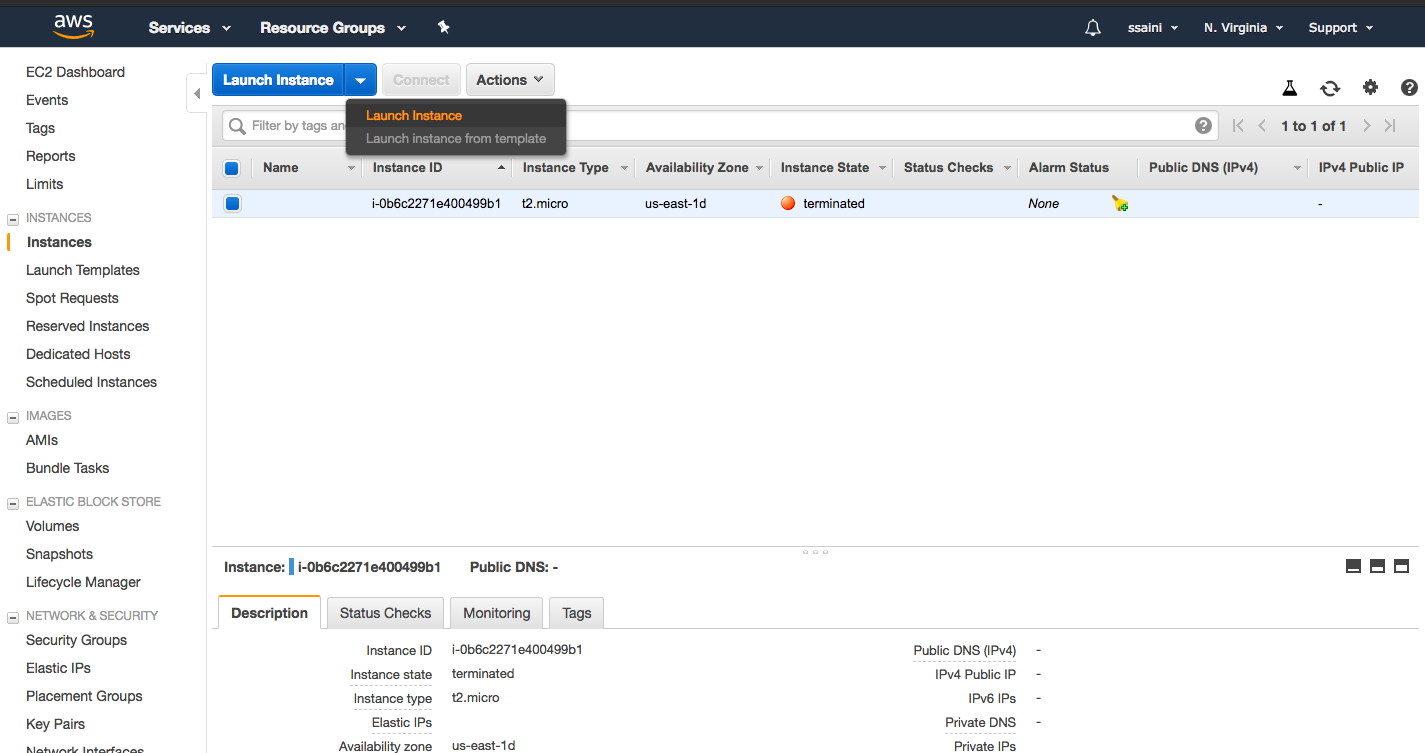 aws Services Resource Groups ssaini N. Virginia Support
EC2 Dashboard
Events
Tags
Reports
Limits
INSTANCES
Instances
Launch Templates
Spot Requests
Reserved Instances
Dedicated Hosts
Scheduled Instances
IMAGES
AMIs
Bundle Tasks
ELASTIC BLOCK STORE
Volumes
Snapshots
Lifecycle Manager
NETWORK & SECURITY
Security Groups
Elastic IPs
Placement Groups
Key Pairs
Network Interfaces
Launch Instance Connect Actions
Launch Instance
Launch instance from template
Filter by tags an 1 to 1 of 1
Name Instance ID Instance Type Availability Zone Instance State Status Checks Alarm Status Public DNS (IPv4) IPv4 Public IP
i-0b6c2271e400499b1 t2.micro us-east-1d terminated None -
Instance: i-0b6c2271e400499b1 Public DNS: -
Description Status Checks Monitoring Tags
Instance ID i-0b6c2271e400499b1 Public DNS (IPv4) -
Instance state terminated IPv4 Public IP -
Instance type t2.micro IPv6 IPs -
Elastic IPs Private DNS -
Availability zone us-east-1d Private IPs